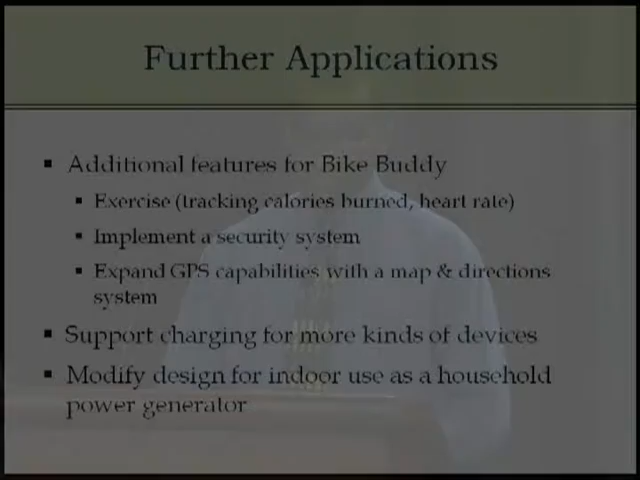 Further Applications
Additional features for Bike Buddy
Exercise (tracking calories burned, heart rate)
Implement a security system
Expand GPS capabilities with a map & directions
system
Support charging for more kinds of devices
Modify design for indoor use as a household
power generator